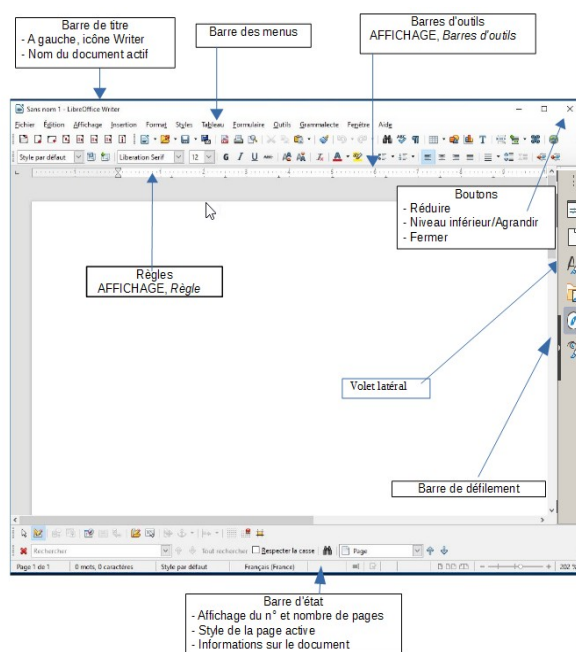 Barre de titre
- A gauche, icône Writer
- Nom du document actif
Barre des menus
Barres d'outils
AFFICHAGE, Barres d'outils
Sans nom 1 - LibreOffice Writer
Fichier Édition Affichage Insertion Format Styles Tableau Formulaire Outils Grammalecte Fenêtre Aide
Style par défaut Liberation Serif 12 G I U
Boutons
- Réduire
- Niveau inférieur/Agrandir
- Fermer
Règles
AFFICHAGE, Règle
Volet latéral
Barre de défilement
Rechercher Tout rechercher Respecter la casse Page
Page 1 de 1 0 mots, 0 caractères Style par défaut Français (France) 202 %
Barre d'état
- Affichage du n° et nombre de pages
- Style de la page active
- Informations sur le document